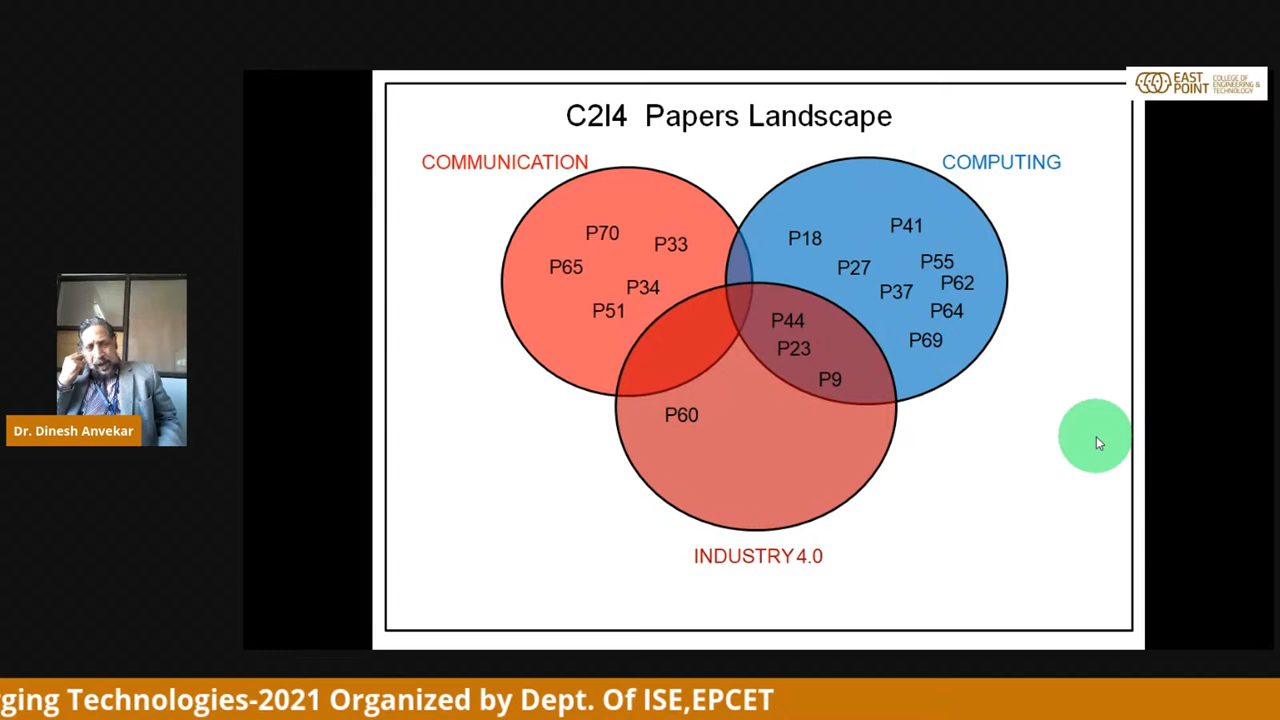 EAST
POINT
COLLEGE OF
ENGINEERING &
TECHNOLOGY
C2I4 Papers Landscape
COMMUNICATION
COMPUTING
P70
P33
P65
P34
P51
P18
P41
P27
P55
P37
P62
P64
P69
P44
P23
P9
P60
INDUSTRY 4.0
Dr. Dinesh Anvekar
rging Technologies-2021 Organized by Dept. Of ISE,EPCET